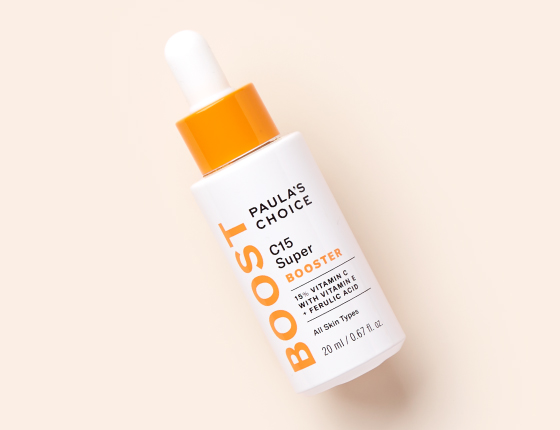 BOOST
PAULA'S
CHOICE
C15
Super
BOOSTER
15% VITAMIN C
WITH VITAMIN E
+ FERULIC ACID
All Skin Types
20 ml / 0.67 fl. oz.